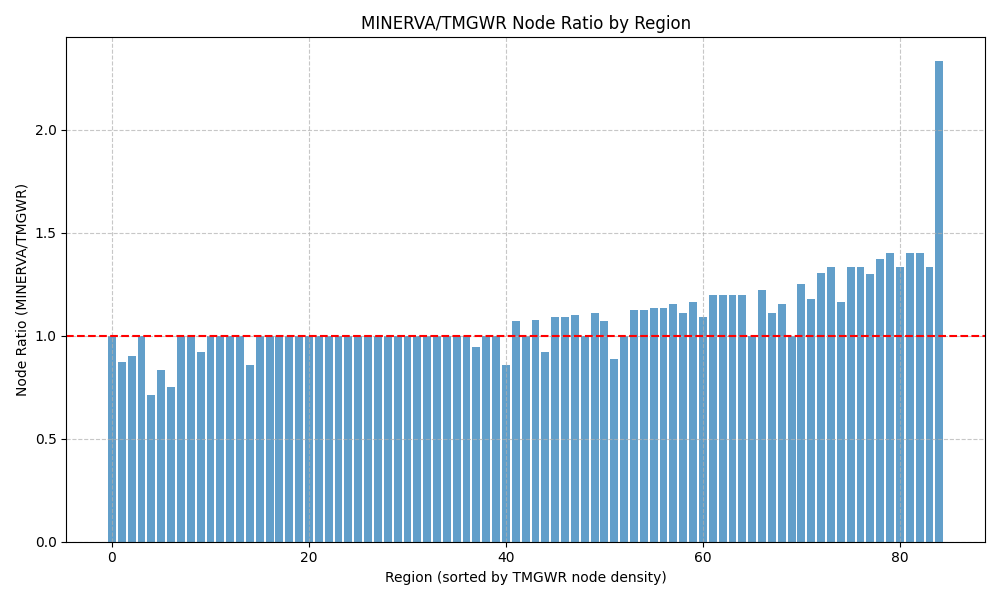 MINERVA/TMGWR Node Ratio by Region
Node Ratio (MINERVA/TMGWR)
2.0
1.5
1.0
0.5
0.0
0 20 40 60 80
Region (sorted by TMGWR node density)